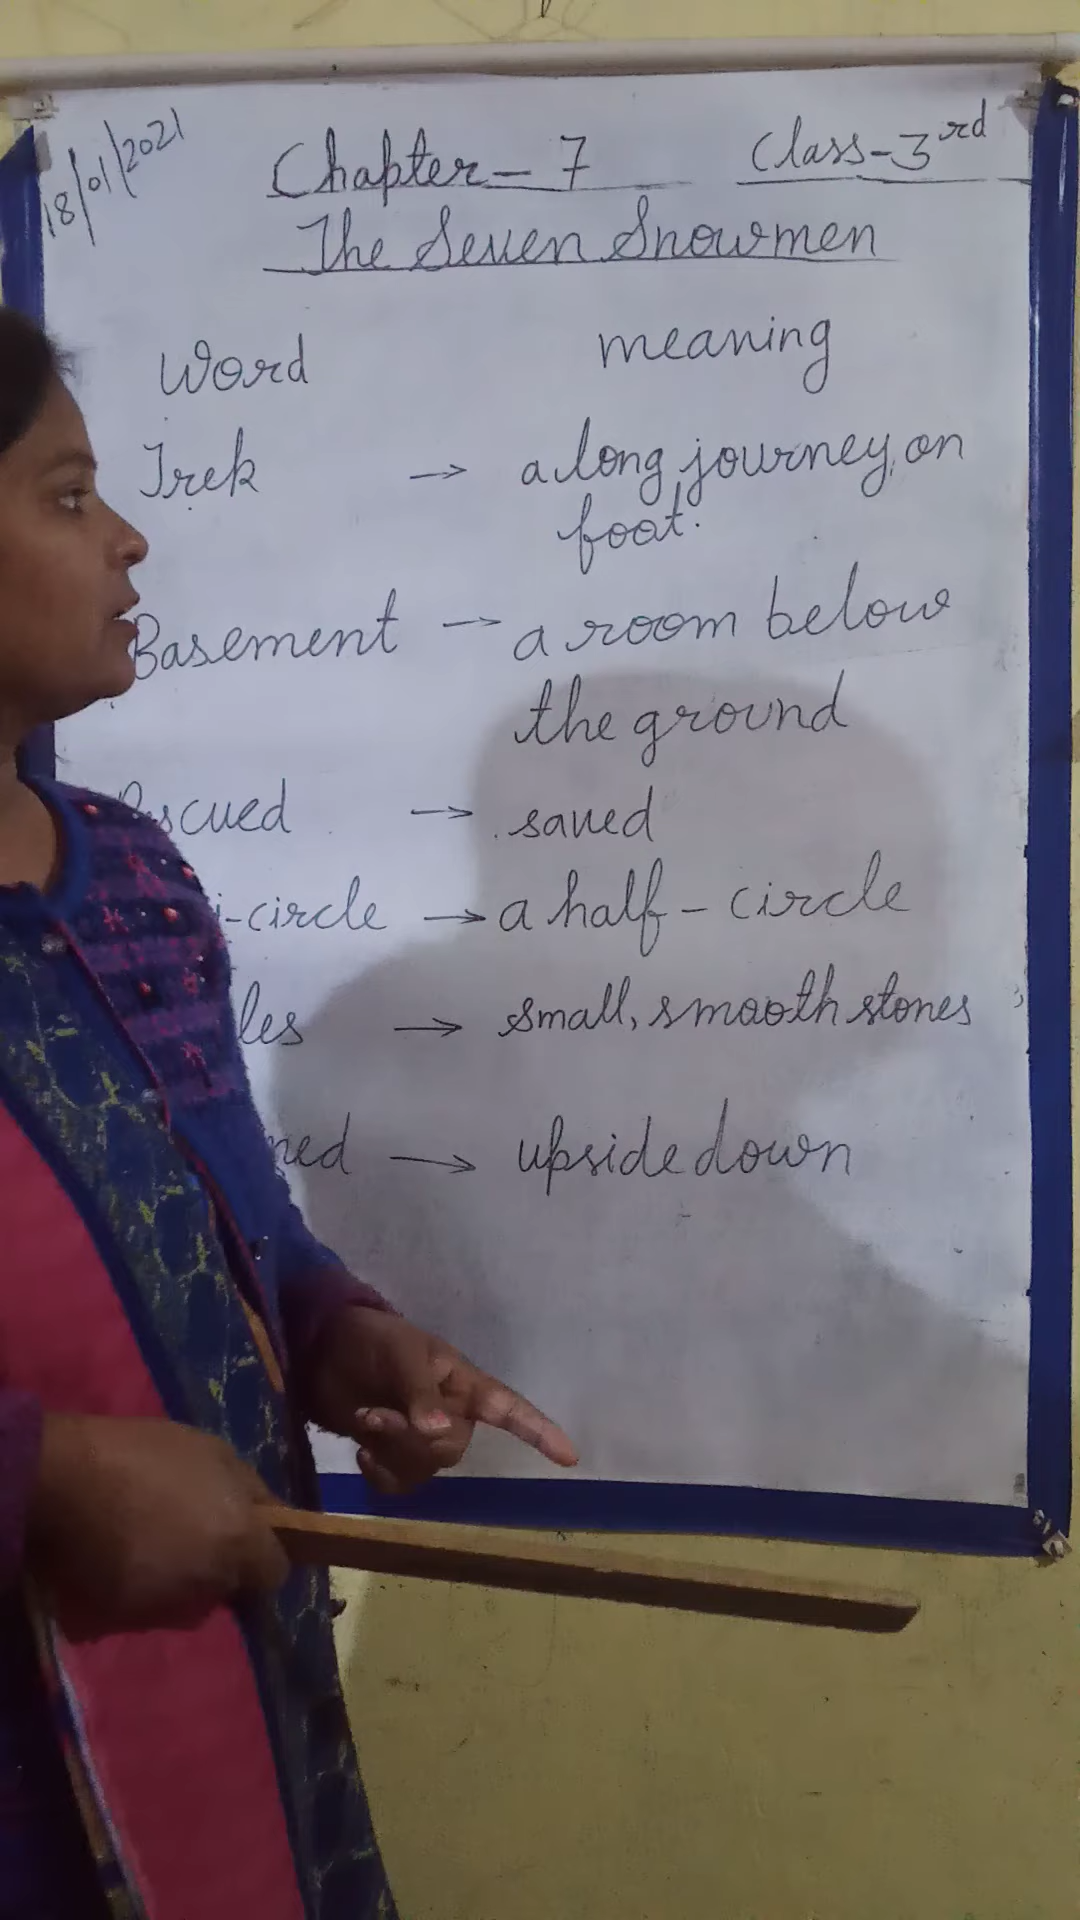 18/01/2021
Chapter - 7 Class - 3rd
The Seven Snowmen
Word meaning
Trek → a long journey on
foot.
Basement → a room below
the ground
scued → saved
i-circle → a half - circle
les → small, smooth stones
ned → upside down